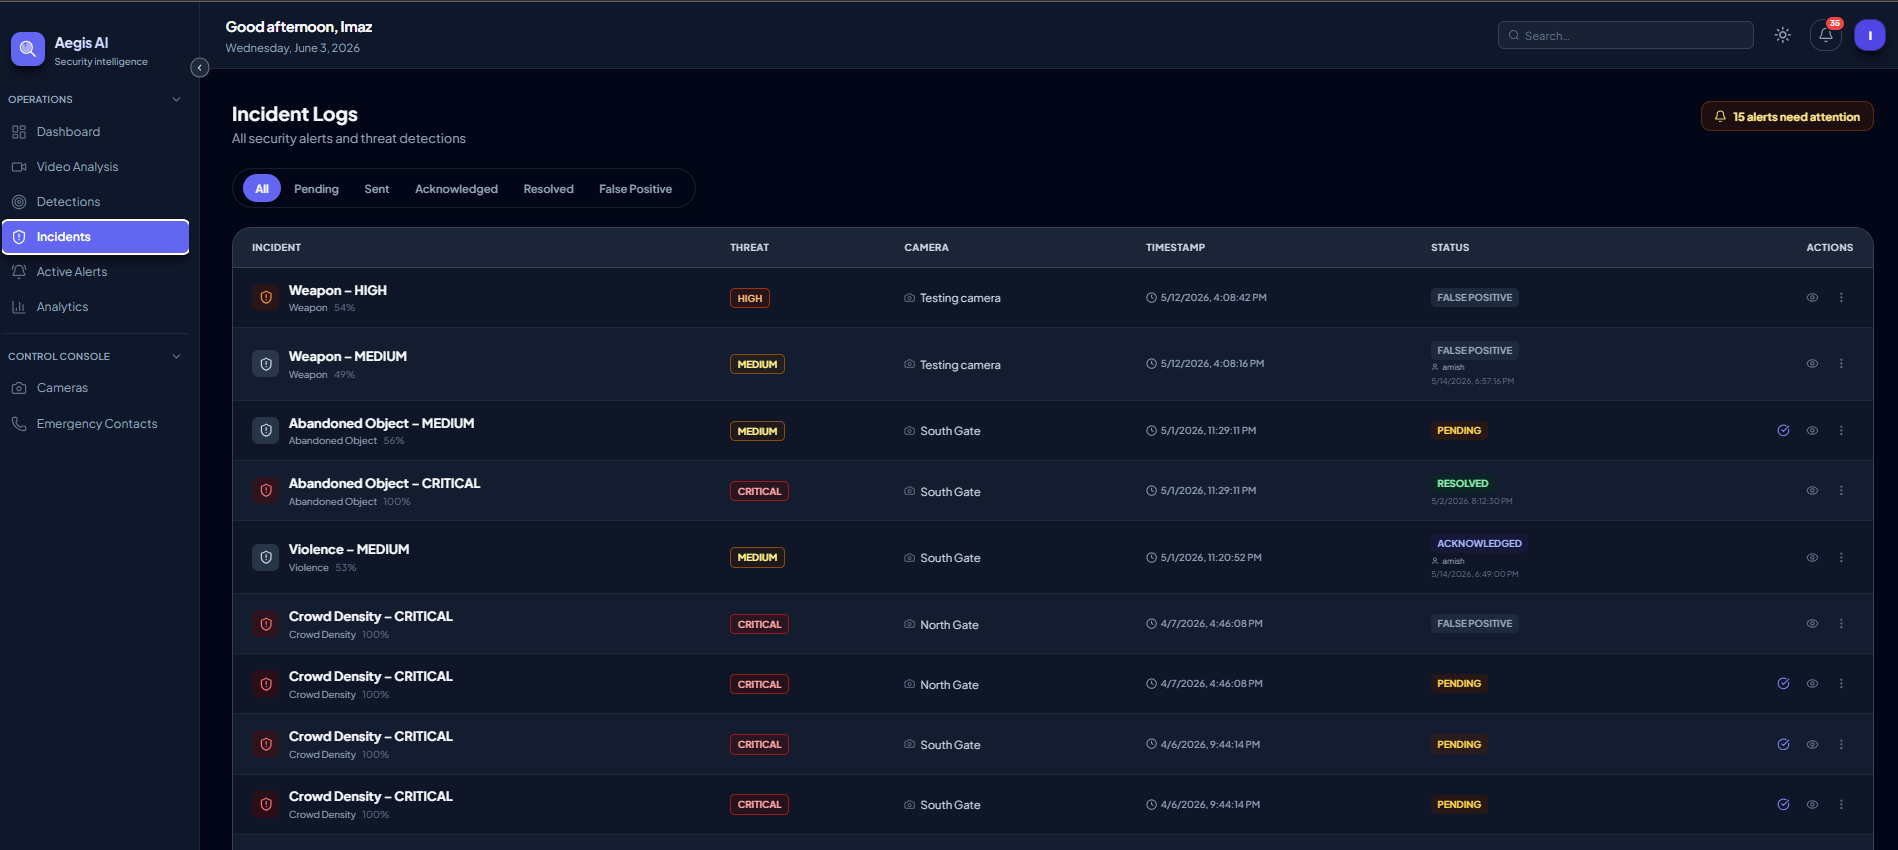 Aegis AI
Security intelligence
OPERATIONS
Dashboard
Video Analysis
Detections
Incidents
Active Alerts
Analytics
CONTROL CONSOLE
Cameras
Emergency Contacts
Good afternoon, Imaz
Wednesday, June 3, 2026
Search...
35
I
Incident Logs
All security alerts and threat detections
15 alerts need attention
All Pending Sent Acknowledged Resolved False Positive
INCIDENT THREAT CAMERA TIMESTAMP STATUS ACTIONS
Weapon – HIGH
Weapon 54%
HIGH
Testing camera
5/12/2026, 4:08:42 PM
FALSE POSITIVE
Weapon – MEDIUM
Weapon 49%
MEDIUM
Testing camera
5/12/2026, 4:08:16 PM
FALSE POSITIVE
amish
5/14/2026, 6:57:16 PM
Abandoned Object – MEDIUM
Abandoned Object 56%
MEDIUM
South Gate
5/1/2026, 11:29:11 PM
PENDING
Abandoned Object – CRITICAL
Abandoned Object 100%
CRITICAL
South Gate
5/1/2026, 11:29:11 PM
RESOLVED
5/2/2026, 8:12:30 PM
Violence – MEDIUM
Violence 53%
MEDIUM
South Gate
5/1/2026, 11:20:52 PM
ACKNOWLEDGED
amish
5/14/2026, 6:49:00 PM
Crowd Density – CRITICAL
Crowd Density 100%
CRITICAL
North Gate
4/7/2026, 4:46:08 PM
FALSE POSITIVE
Crowd Density – CRITICAL
Crowd Density 100%
CRITICAL
North Gate
4/7/2026, 4:46:08 PM
PENDING
Crowd Density – CRITICAL
Crowd Density 100%
CRITICAL
South Gate
4/6/2026, 9:44:14 PM
PENDING
Crowd Density – CRITICAL
Crowd Density 100%
CRITICAL
South Gate
4/6/2026, 9:44:14 PM
PENDING